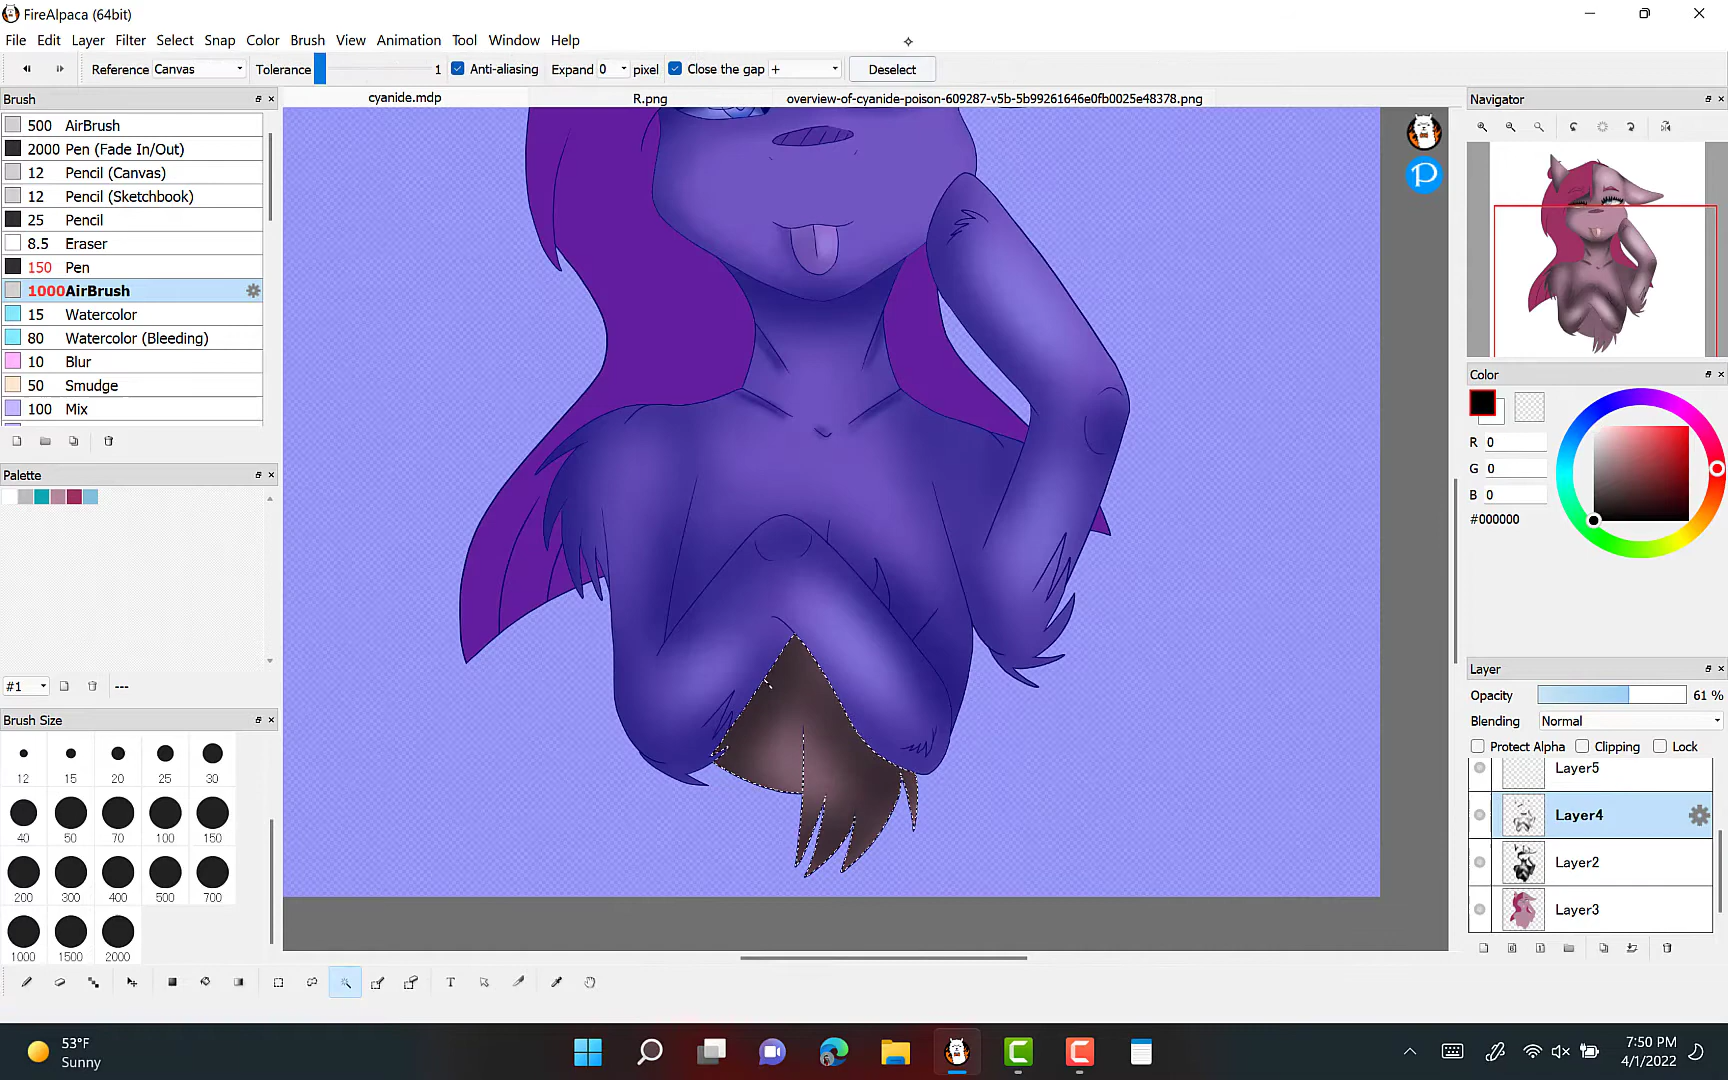 FireAlpaca (64bit)
File Edit Layer Filter Select Snap Color Brush View Animation Tool Window Help
Reference Canvas Tolerance 1 Anti-aliasing Expand 0 pixel Close the gap + Deselect
Brush
cyanide.mdp R.png overview-of-cyanide-poison-609287-v5b-5b99261646e0fb0025e48378.png
500 AirBrush
2000 Pen (Fade In/Out)
12 Pencil (Canvas)
12 Pencil (Sketchbook)
25 Pencil
8.5 Eraser
150 Pen
1000 AirBrush
15 Watercolor
80 Watercolor (Bleeding)
10 Blur
50 Smudge
100 Mix
Palette
#1 ---
Brush Size
12 15 20 25 30
40 50 70 100 150
200 300 400 500 700
1000 1500 2000
Navigator
Color
R 0
G 0
B 0
#000000
Layer
Opacity 61 %
Blending Normal
Protect Alpha Clipping Lock
Layer5
Layer4
Layer2
Layer3
T
P
53°F
Sunny
7:50 PM
4/1/2022